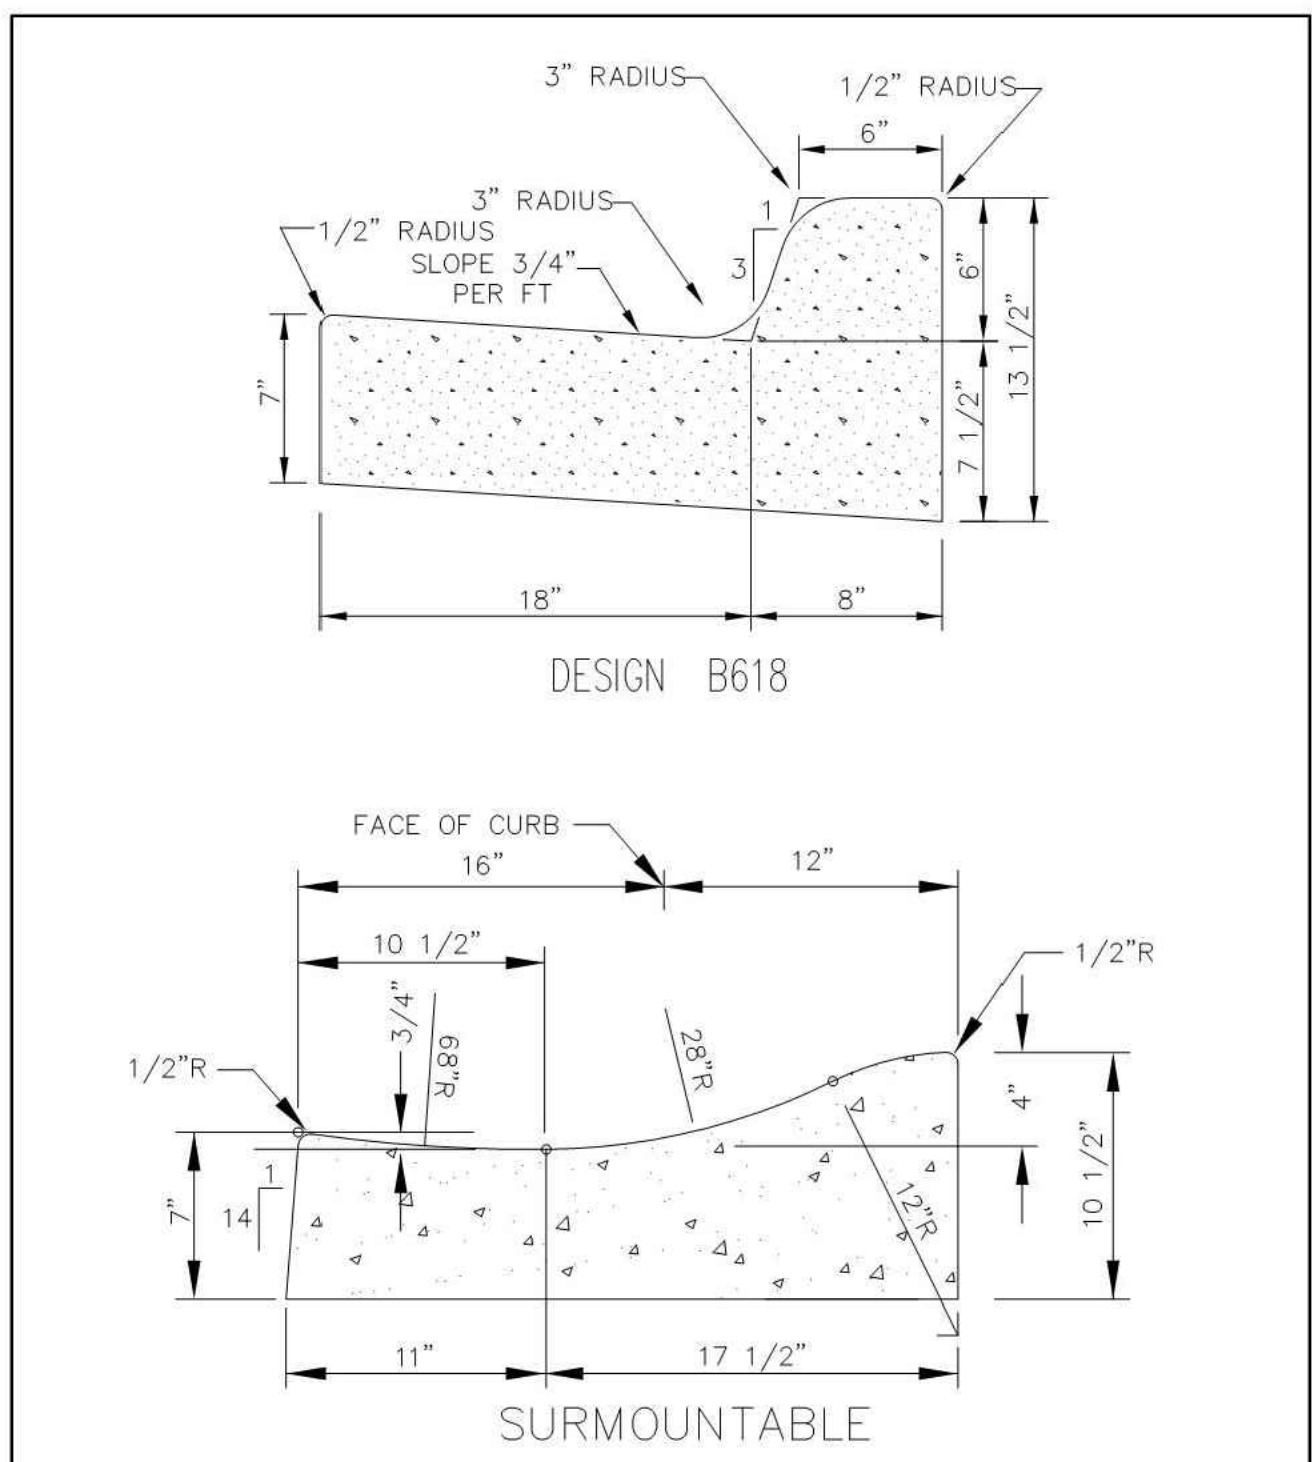 3” RADIUS
1/2” RADIUS
6”
3” RADIUS
1
1/2” RADIUS
SLOPE 3/4”
PER FT
3
6”
13 1/2”
7”
7 1/2”
18”
8”
DESIGN B618
FACE OF CURB
16”
12”
10 1/2”
1/2”R
3/4”
68”R
28”R
1/2”R
4”
10 1/2”
1
14
7”
12”R
11”
17 1/2”
SURMOUNTABLE